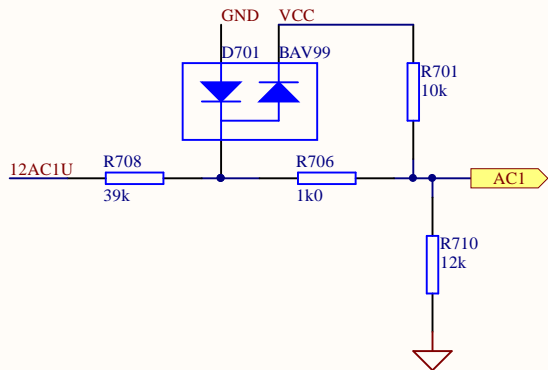 GND VCC
D701 BAV99
R701
10k
12AC1U
R708
39k
R706
1k0
AC1
R710
12k